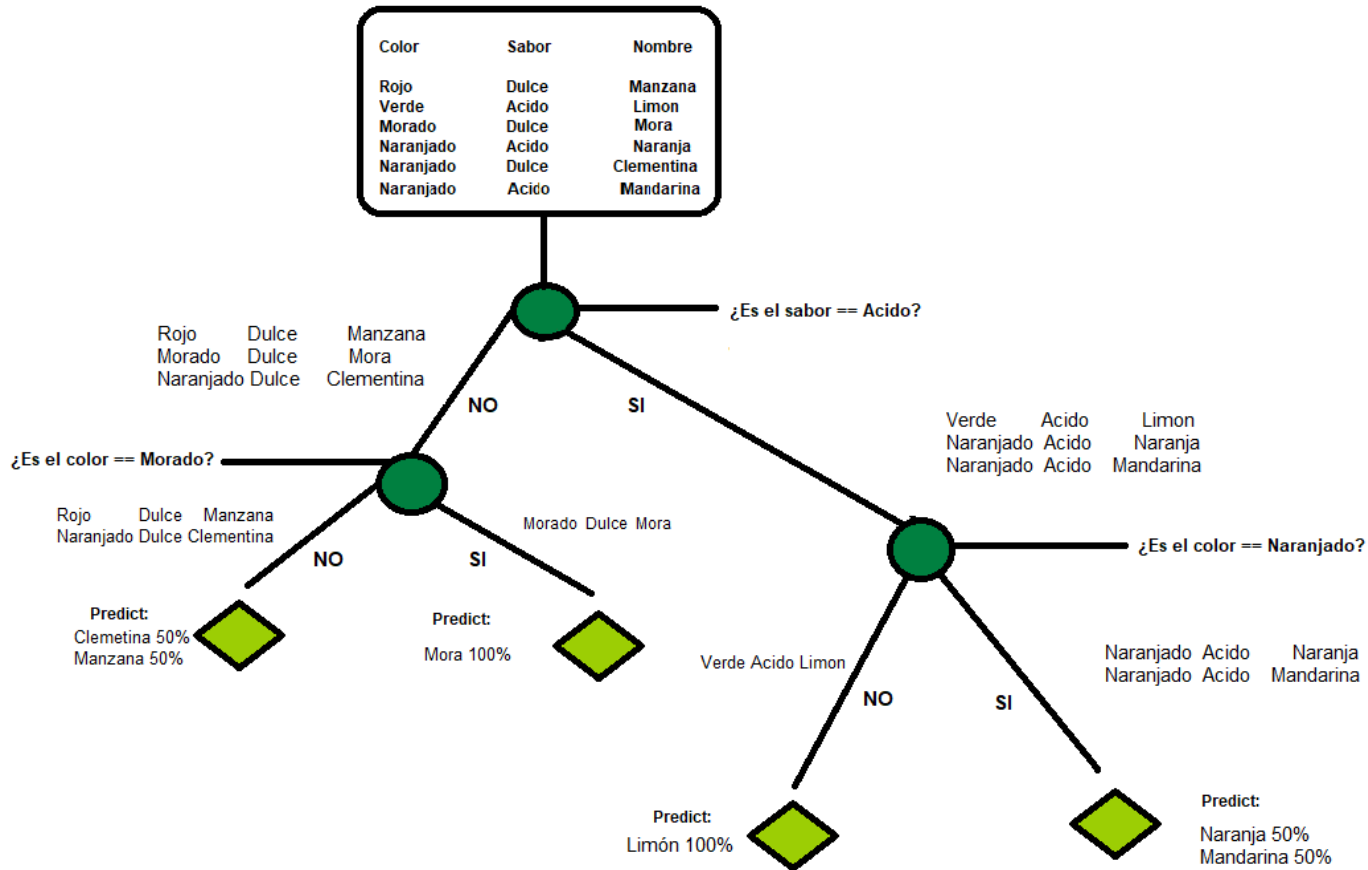 Color Sabor Nombre
Rojo Dulce Manzana
Verde Acido Limon
Morado Dulce Mora
Naranjado Acido Naranja
Naranjado Dulce Clementina
Naranjado Acido Mandarina
¿Es el sabor == Acido?
Rojo Dulce Manzana
Morado Dulce Mora
Naranjado Dulce Clementina
NO
SI
Verde Acido Limon
Naranjado Acido Naranja
Naranjado Acido Mandarina
¿Es el color == Morado?
Rojo Dulce Manzana
Naranjado Dulce Clementina
Morado Dulce Mora
NO
SI
¿Es el color == Naranjado?
Predict:
Clemetina 50%
Manzana 50%
Predict:
Mora 100%
Verde Acido Limon
Naranjado Acido Naranja
Naranjado Acido Mandarina
NO
SI
Predict:
Limón 100%
Predict:
Naranja 50%
Mandarina 50%